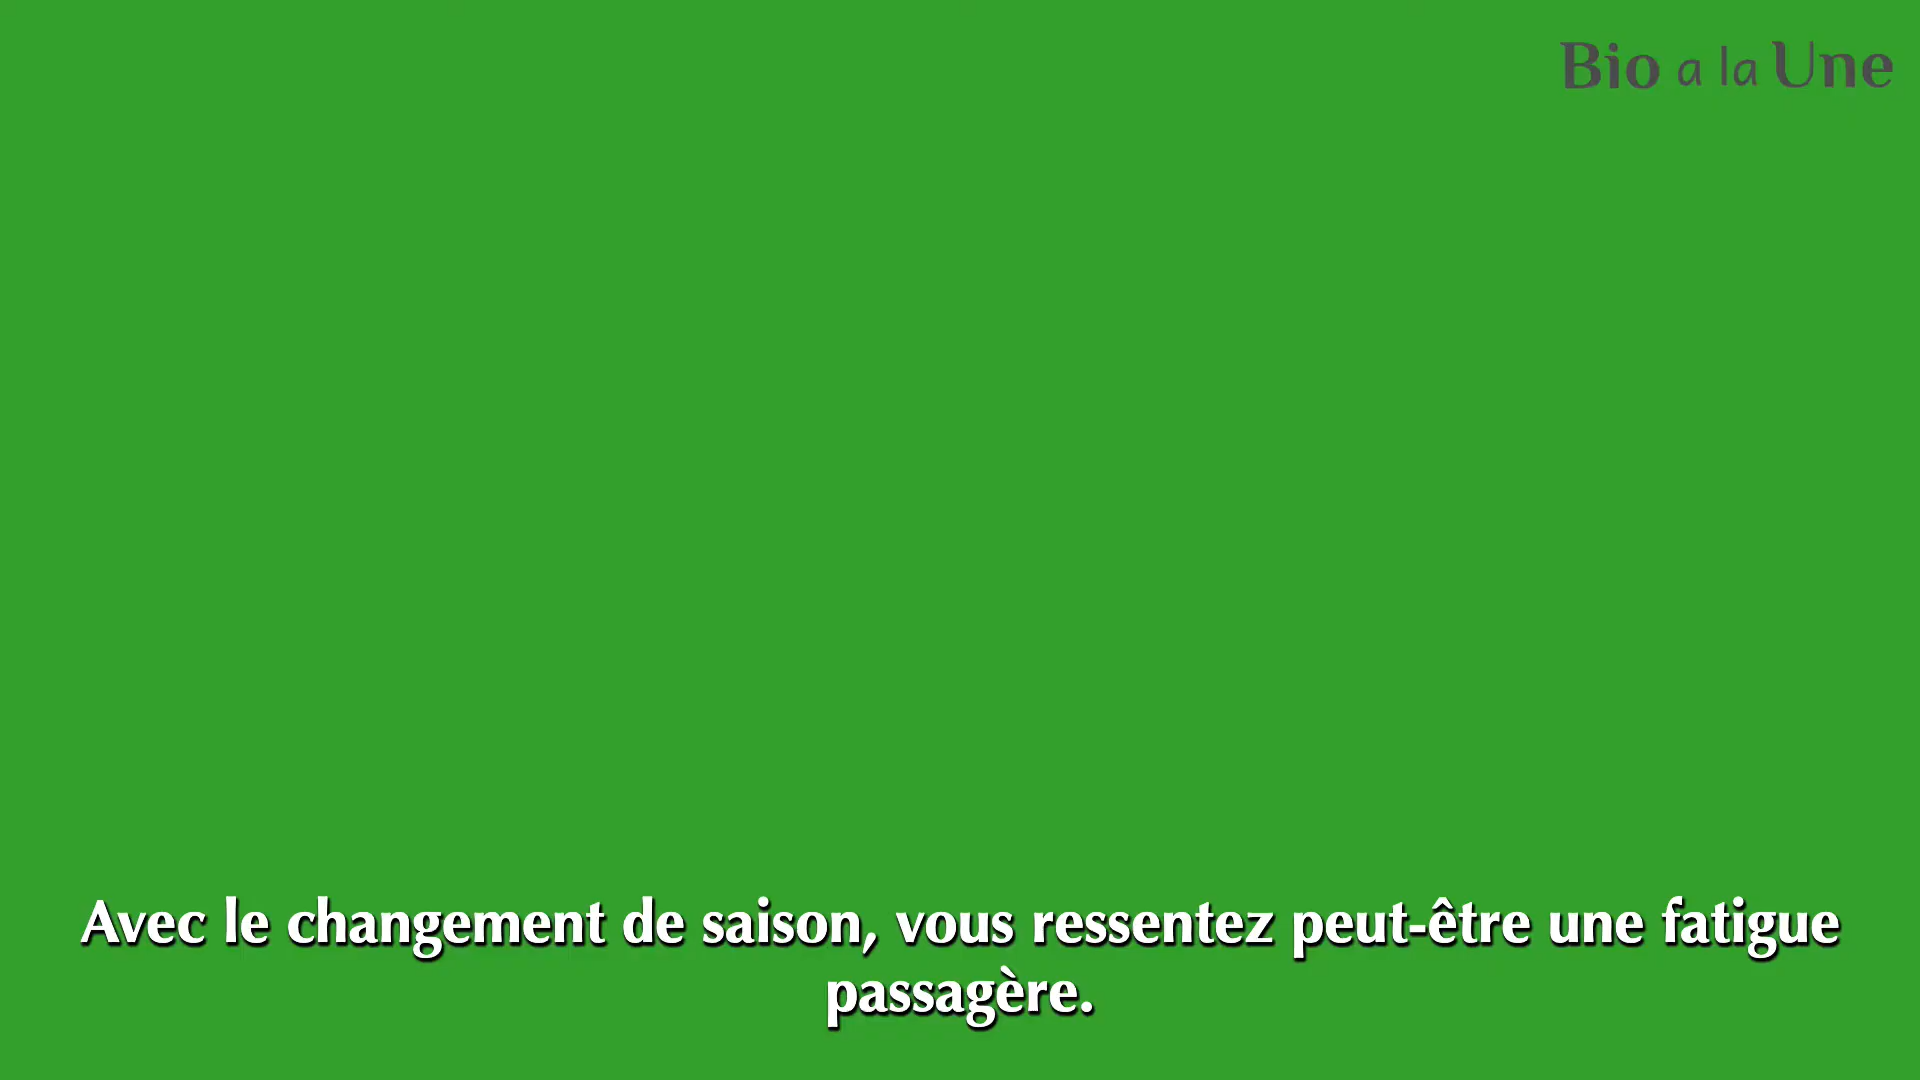 Bio a la Une
Avec le changement de saison, vous ressentez peut-être une fatigue
passagère.